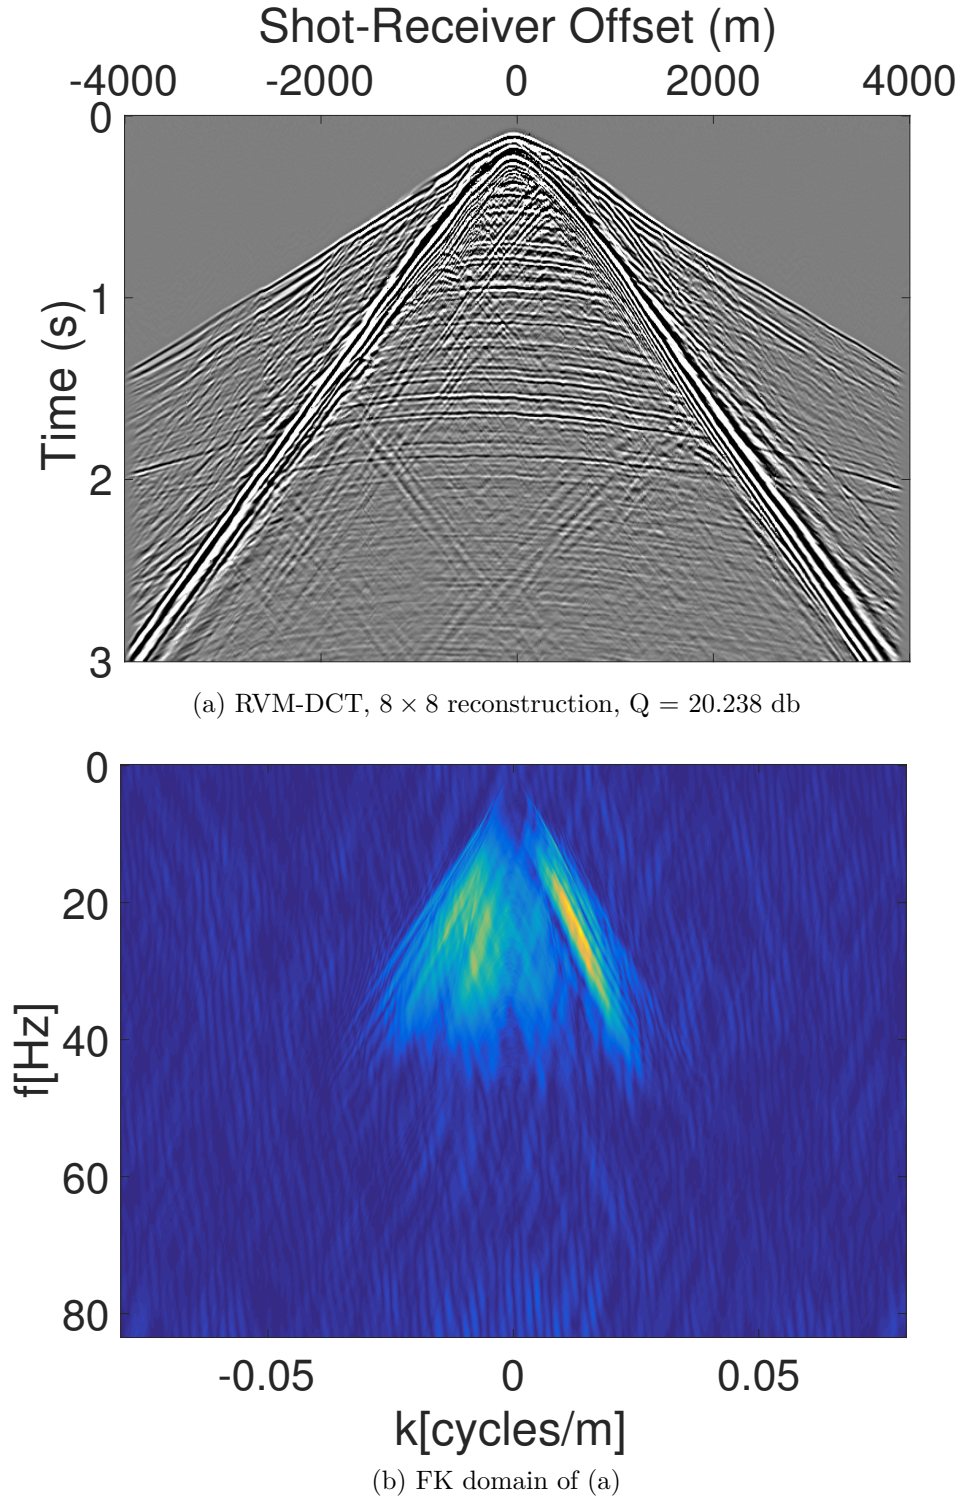 Shot-Receiver Offset (m)
-4000 -2000 0 2000 4000
0
1
2
3
Time (s)
(a) RVM-DCT, 8 × 8 reconstruction, Q = 20.238 db
0
20
40
60
80
f[Hz]
-0.05 0 0.05
k[cycles/m]
(b) FK domain of (a)